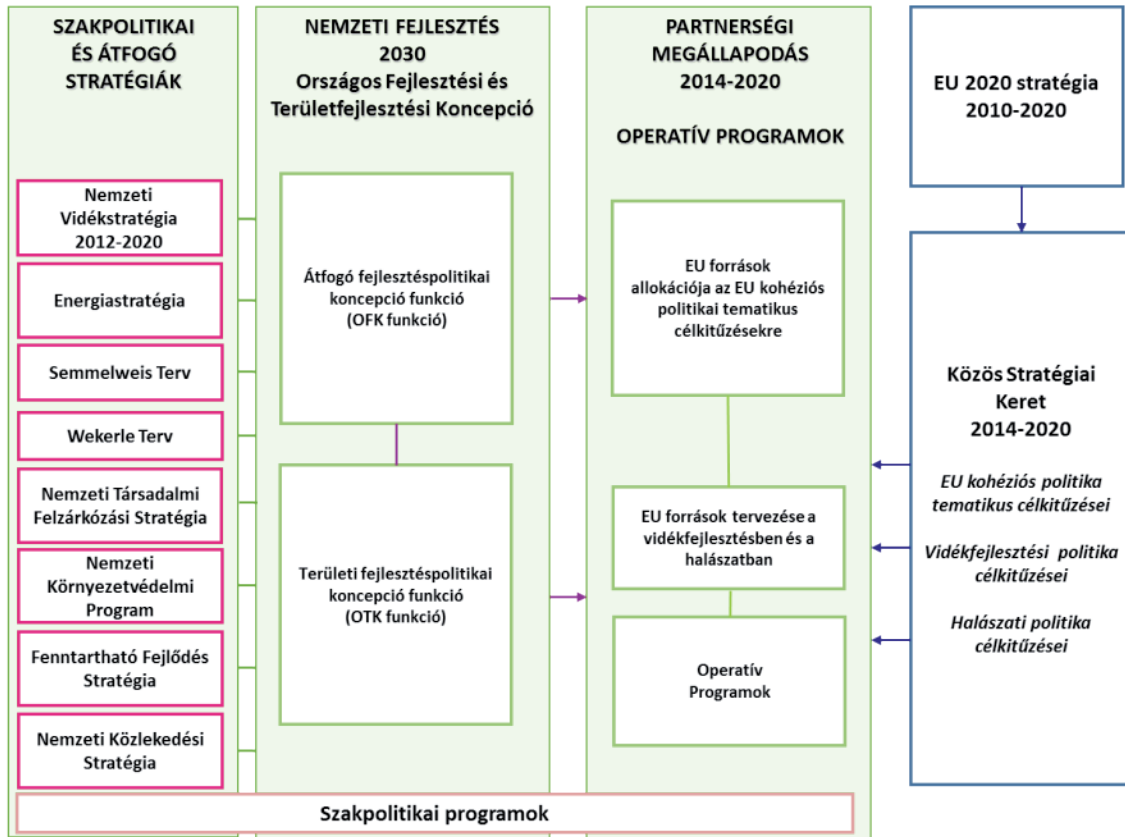 SZAKPOLITIKAI
ÉS ÁTFOGÓ
STRATÉGIÁK
Nemzeti
Vidékstratégia
2012-2020
Energiastratégia
Semmelweis Terv
Wekerle Terv
Nemzeti Társadalmi
Felzárkózási Stratégia
Nemzeti
Környezetvédelmi
Program
Fenntartható Fejlődés
Stratégia
Nemzeti Közlekedési
Stratégia
NEMZETI FEJLESZTÉS
2030
Országos Fejlesztési és
Területfejlesztési Koncepció
Átfogó fejlesztéspolitikai
koncepció funkció
(OFK funkció)
Területi fejlesztéspolitikai
koncepció funkció
(OTK funkció)
PARTNERSÉGI
MEGÁLLAPODÁS
2014-2020
OPERATÍV PROGRAMOK
EU források
allokációja az EU kohéziós
politikai tematikus
célkitűzésekre
EU források tervezése a
vidékfejlesztésben és a
halászatban
Operatív
Programok
EU 2020 stratégia
2010-2020
Közös Stratégiai
Keret
2014-2020
EU kohéziós politika
tematikus célkitűzései
Vidékfejlesztési politika
célkitűzései
Halászati politika
célkitűzései
Szakpolitikai programok